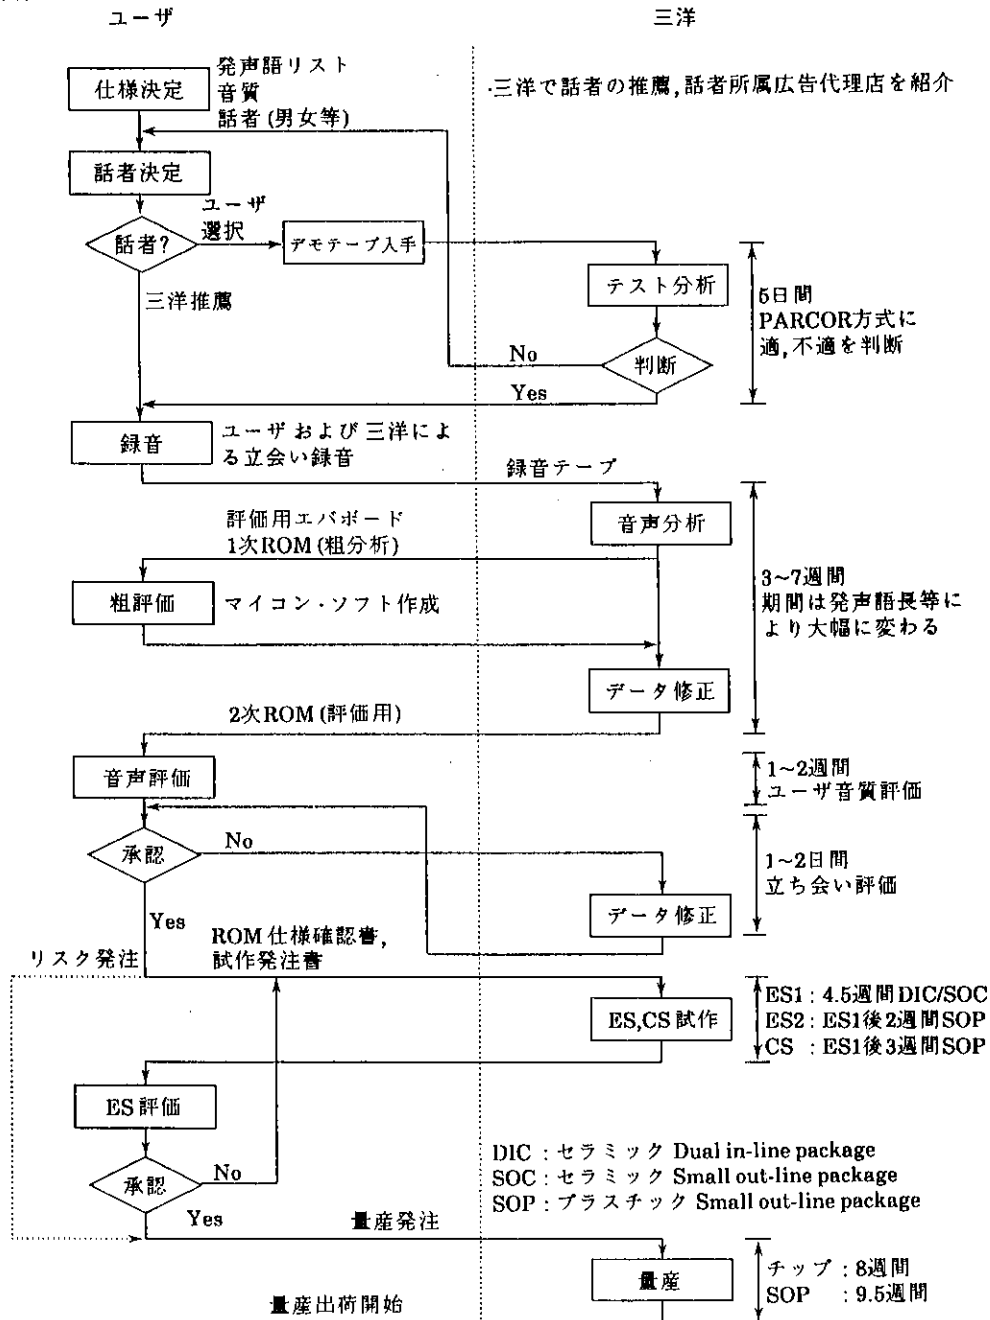 ユーザ
三洋
仕様決定
発声語リスト
音質
話者(男女等)
・三洋で話者の推薦,話者所属広告代理店を紹介
話者決定
ユーザ
選択
話者?
デモテープ入手
テスト分析
三洋推薦
5日間
PARCOR方式に
適,不適を判断
No
判断
Yes
録音
ユーザおよび三洋によ
る立会い録音
録音テープ
音声分析
評価用エバボード
1次ROM(粗分析)
粗評価
マイコン・ソフト作成
3~7週間
期間は発声語長等に
より大幅に変わる
データ修正
2次ROM(評価用)
音声評価
1~2週間
ユーザ音質評価
承認
No
1~2日間
立ち会い評価
データ修正
Yes
ROM仕様確認書,
試作発注書
リスク発注
ES,CS試作
ES1:4.5週間DIC/SOC
ES2:ES1後2週間SOP
CS :ES1後3週間SOP
ES評価
DIC:セラミック Dual in-line package
SOC:セラミック Small out-line package
SOP:プラスチック Small out-line package
承認
No
Yes
量産発注
量産
チップ:8週間
SOP :9.5週間
量産出荷開始